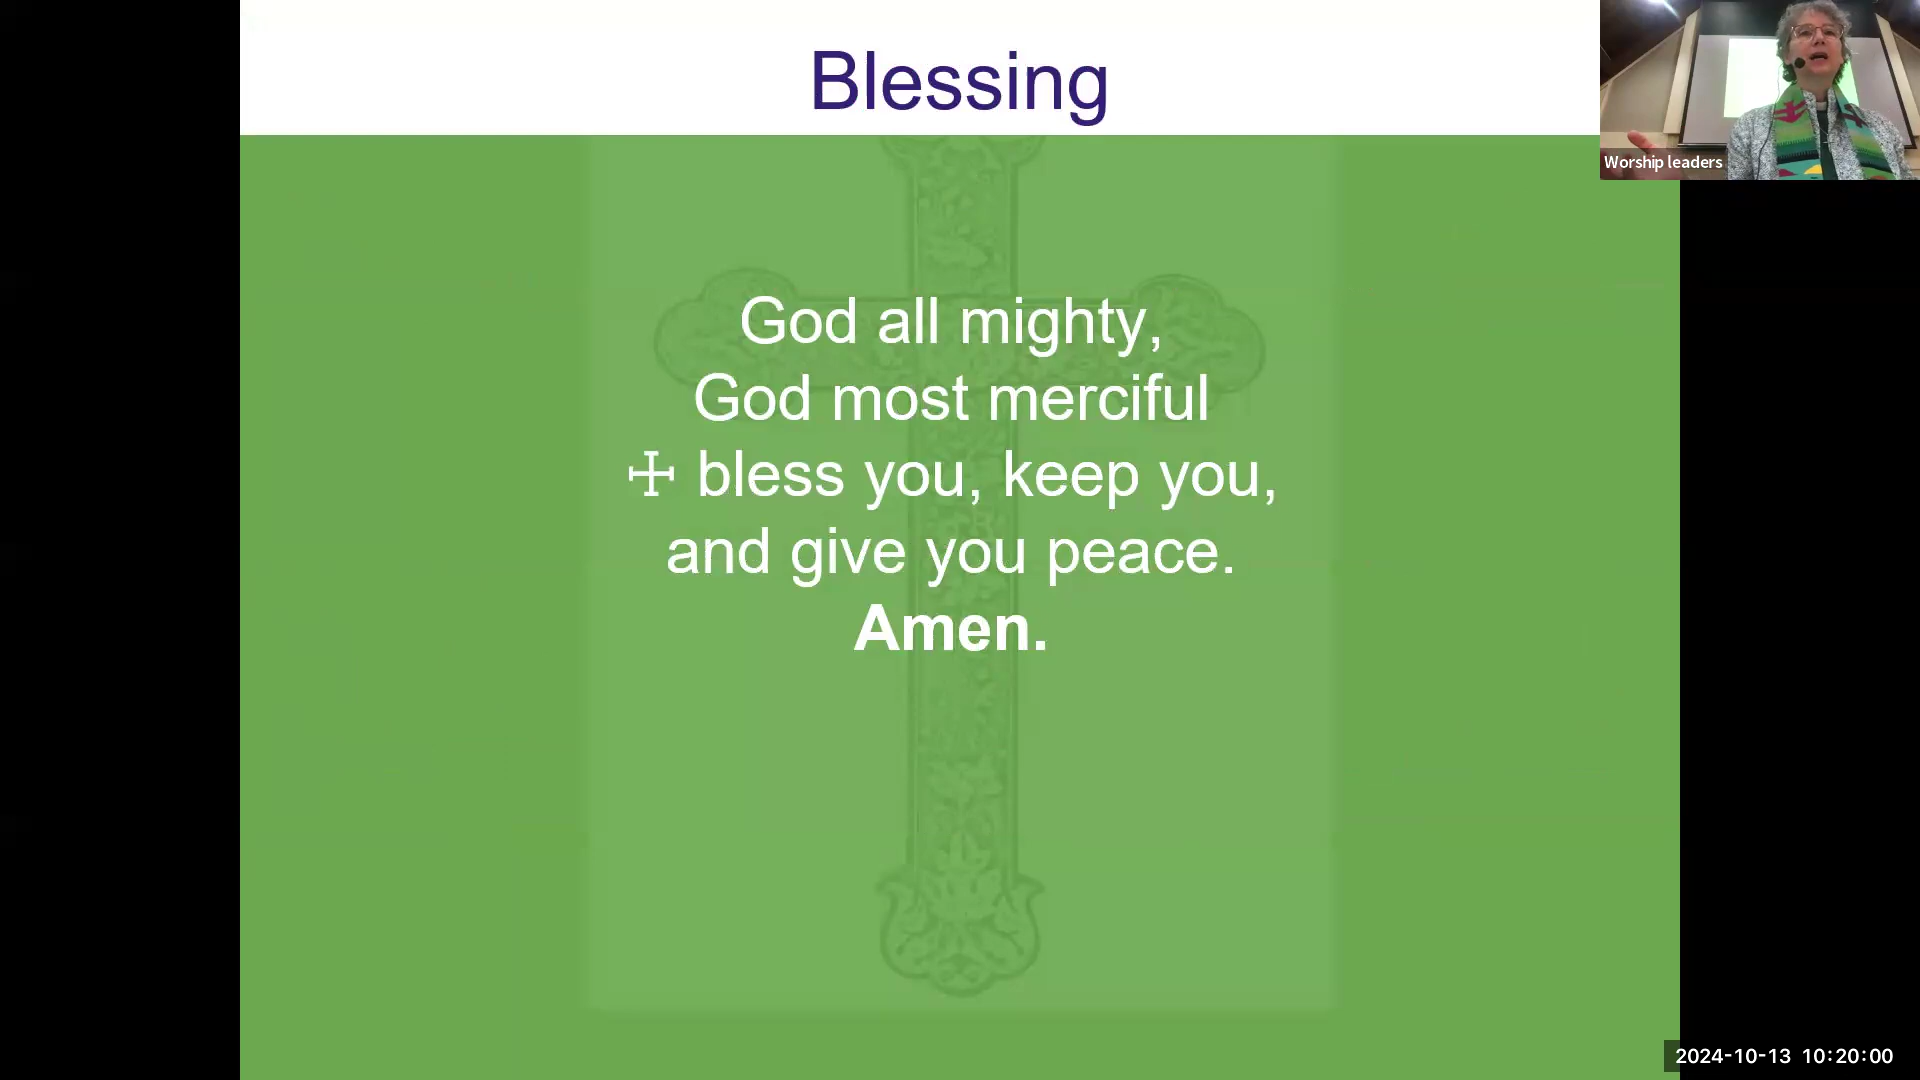 Blessing
Worship leaders
God all mighty,
God most merciful
☩ bless you, keep you,
and give you peace.
Amen.
2024-10-13 10:20:00